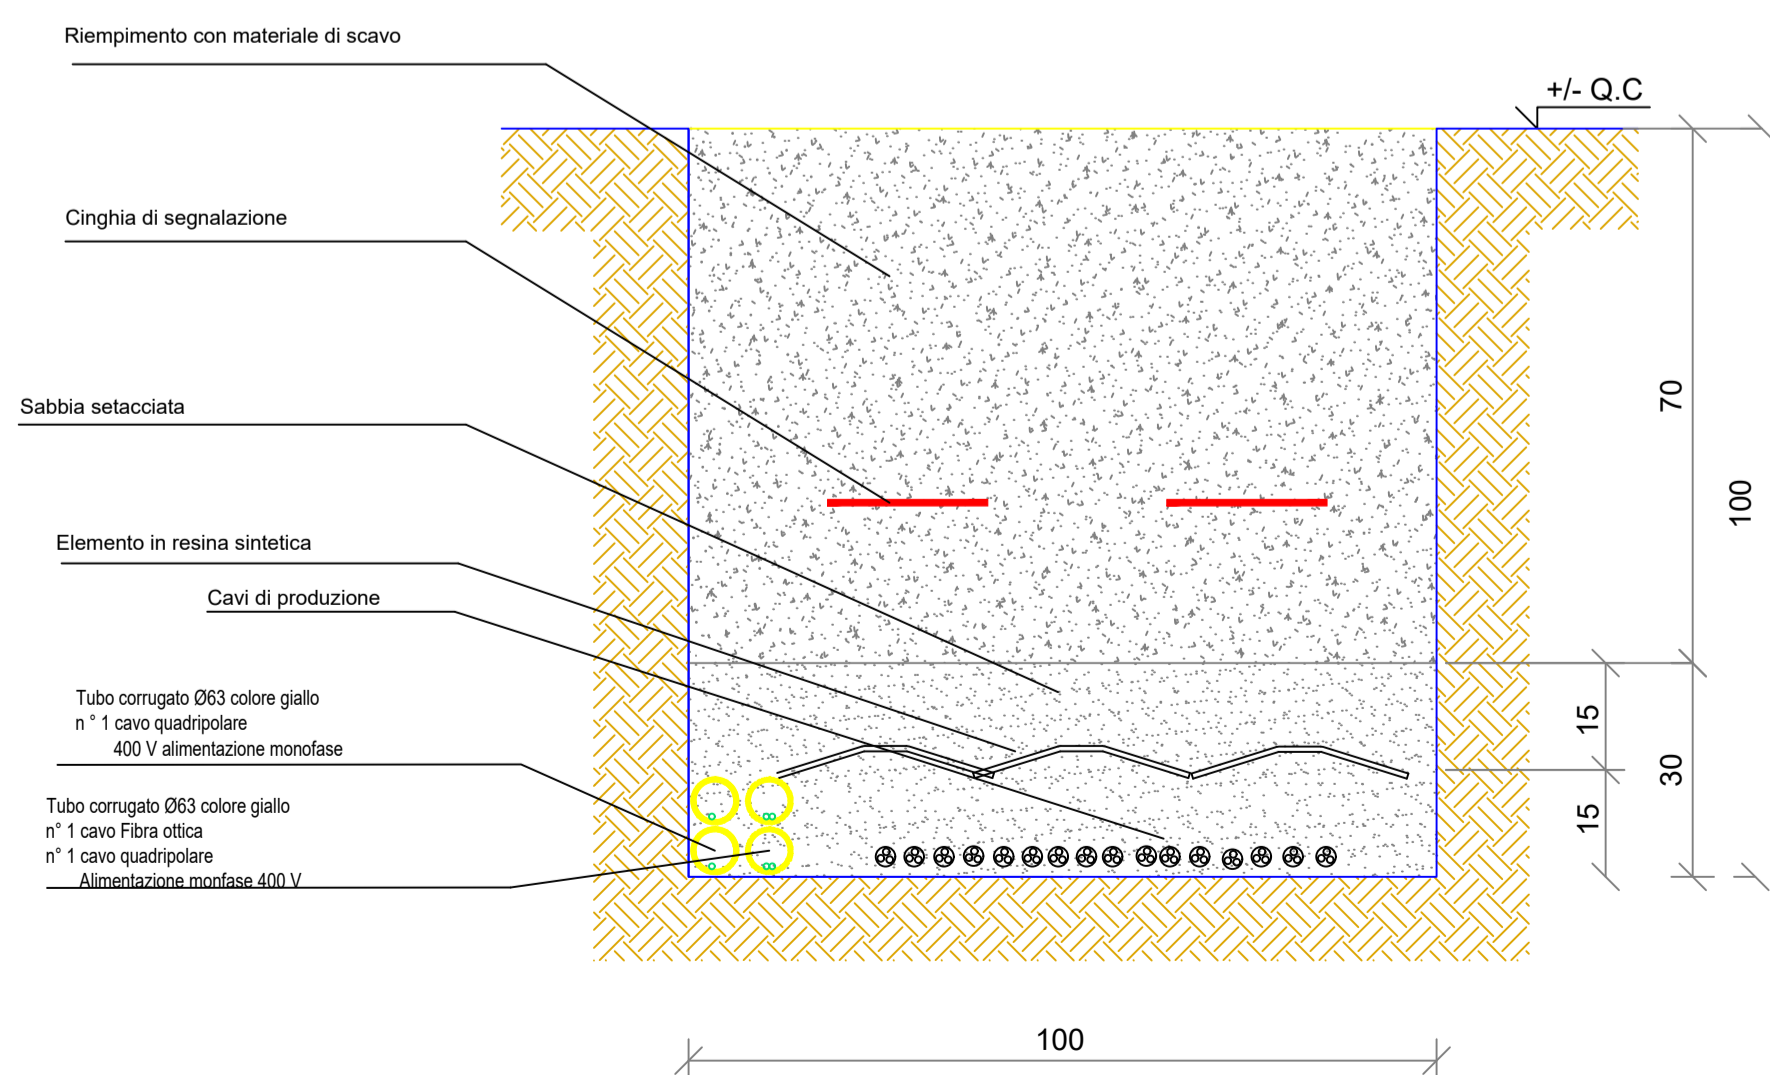 Riempimento con materiale di scavo
+/- Q.C
Cinghia di segnalazione
70
Sabbia setacciata
100
Elemento in resina sintetica
Cavi di produzione
Tubo corrugato Ø63 colore giallo
n ° 1 cavo quadripolare
400 V alimentazione monofase
15
30
Tubo corrugato Ø63 colore giallo
n° 1 cavo Fibra ottica
n° 1 cavo quadripolare
Alimentazione monfase 400 V
15
100